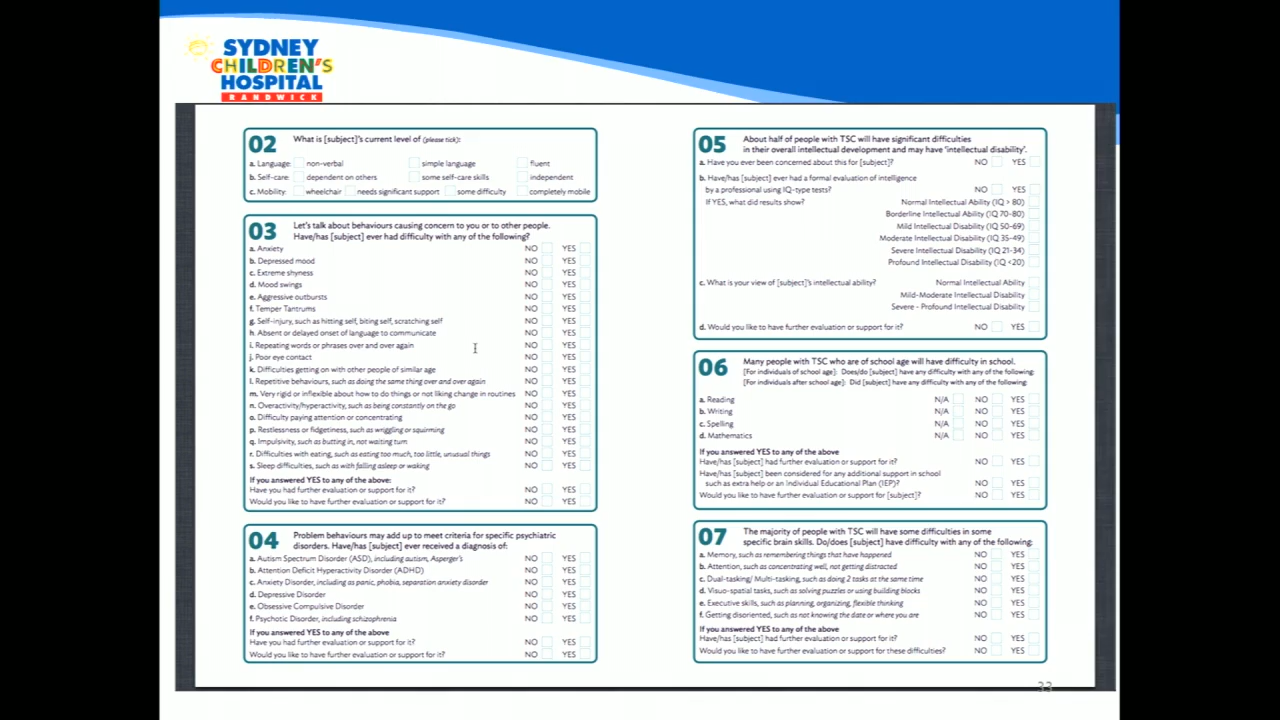 SYDNEY
CHILDREN'S
HOSPITAL
RANDWICK
02 What is [subject]'s current level of (please tick):
a. Language: non-verbal simple language fluent
b. Self-care: dependent on others some self-care skills independent
c. Mobility: wheelchair needs significant support some difficulty completely mobile
03 Let's talk about behaviours causing concern to you or to other people.
Have/has [subject] ever had difficulty with any of the following?
a. Anxiety NO YES
b. Depressed mood NO YES
c. Extreme shyness NO YES
d. Mood swings NO YES
e. Aggressive outbursts NO YES
f. Temper Tantrums NO YES
g. Self-injury, such as hitting self, biting self, scratching self NO YES
h. Absent or delayed onset of language to communicate NO YES
i. Repeating words or phrases over and over again NO YES
j. Poor eye contact NO YES
k. Difficulties getting on with other people of similar age NO YES
l. Repetitive behaviours, such as doing the same thing over and over again NO YES
m. Very rigid or inflexible about how to do things or not liking change in routines NO YES
n. Overactivity/hyperactivity, such as being constantly on the go NO YES
o. Difficulty paying attention or concentrating NO YES
p. Restlessness or fidgetiness, such as wriggling or squirming NO YES
q. Impulsivity, such as butting in, not waiting turn NO YES
r. Difficulties with eating, such as eating too much, too little, unusual things NO YES
s. Sleep difficulties, such as with falling asleep or waking NO YES
If you answered YES to any of the above:
Have you had further evaluation or support for it? NO YES
Would you like to have further evaluation or support for it? NO YES
04 Problem behaviours may add up to meet criteria for specific psychiatric
disorders. Have/has [subject] ever received a diagnosis of:
a. Autism Spectrum Disorder (ASD), including autism, Asperger's NO YES
b. Attention Deficit Hyperactivity Disorder (ADHD) NO YES
c. Anxiety Disorder, including as panic, phobia, separation anxiety disorder NO YES
d. Depressive Disorder NO YES
e. Obsessive Compulsive Disorder NO YES
f. Psychotic Disorder, including schizophrenia NO YES
If you answered YES to any of the above
Have you had further evaluation or support for it? NO YES
Would you like to have further evaluation or support for it? NO YES
05 About half of people with TSC will have significant difficulties
in their overall intellectual development and may have 'intellectual disability'.
a. Have you ever been concerned about this for [subject]? NO YES
b. Have/has [subject] ever had a formal evaluation of intelligence
by a professional using IQ-type tests? NO YES
If YES, what did results show? Normal Intellectual Ability (IQ > 80)
Borderline Intellectual Ability (IQ 70-80)
Mild Intellectual Disability (IQ 50-69)
Moderate Intellectual Disability (IQ 35-49)
Severe Intellectual Disability (IQ 21-34)
Profound Intellectual Disability (IQ <20)
c. What is your view of [subject]'s intellectual ability? Normal Intellectual Ability
Mild-Moderate Intellectual Disability
Severe - Profound Intellectual Disability
d. Would you like to have further evaluation or support for it? NO YES
06 Many people with TSC who are of school age will have difficulty in school.
[For individuals of school age]: Does/do [subject] have any difficulty with any of the following:
[For individuals after school age]: Did [subject] have any difficulty with any of the following:
a. Reading N/A NO YES
b. Writing N/A NO YES
c. Spelling N/A NO YES
d. Mathematics N/A NO YES
If you answered YES to any of the above
Have/has [subject] had further evaluation or support for it? NO YES
Have/has [subject] been considered for any additional support in school
such as extra help or an Individual Educational Plan (IEP)? NO YES
Would you like to have further evaluation or support for [subject]? NO YES
07 The majority of people with TSC will have some difficulties in some
specific brain skills. Do/does [subject] have difficulty with any of the following:
a. Memory, such as remembering things that have happened NO YES
b. Attention, such as concentrating well, not getting distracted NO YES
c. Dual-tasking/ Multi-tasking, such as doing 2 tasks at the same time NO YES
d. Visuo-spatial tasks, such as solving puzzles or using building blocks NO YES
e. Executive skills, such as planning, organizing, flexible thinking NO YES
f. Getting disoriented, such as not knowing the date or where you are NO YES
If you answered YES to any of the above
Have/has [subject] had further evaluation or support for it? NO YES
Would you like to have further evaluation or support for these difficulties? NO YES
33